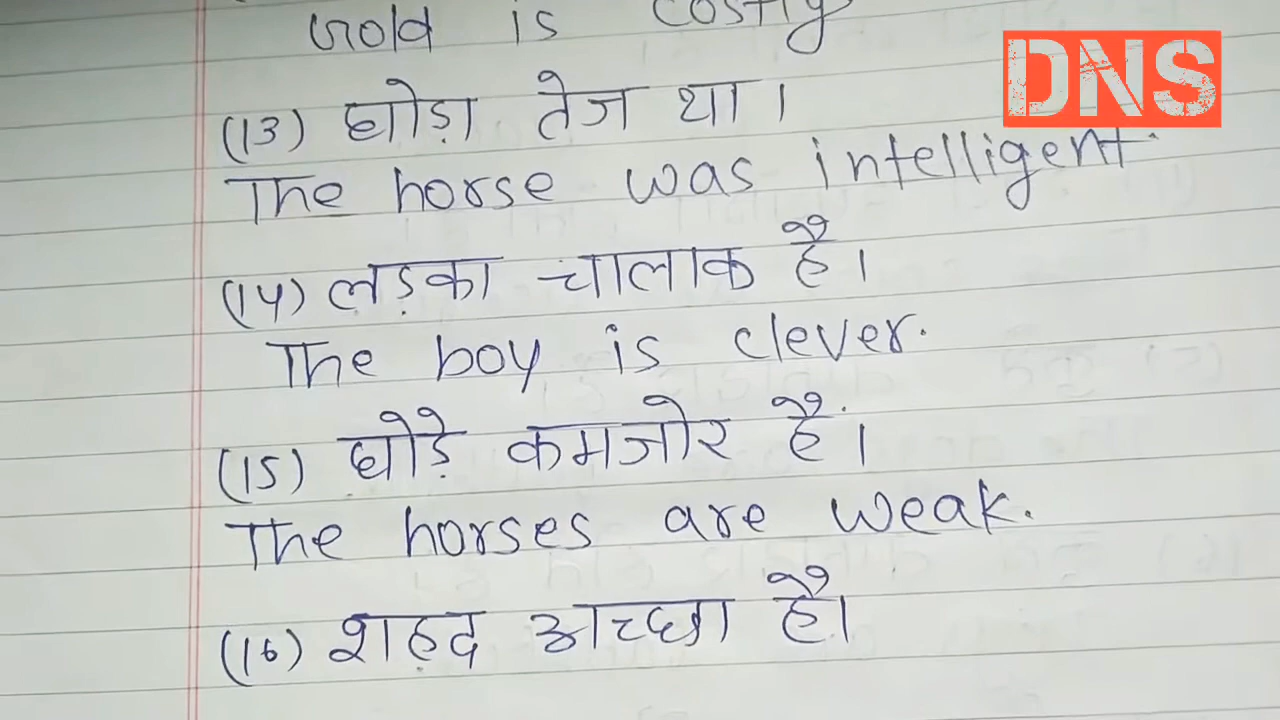 Gold is costly
DNS
(13) घोड़ा तेज था।
The horse was intelligent.
(14) लड़का चालाक है।
The boy is clever.
(15) घोड़े कमजोर हैं।
The horses are weak.
(16) शहद अच्छा है।